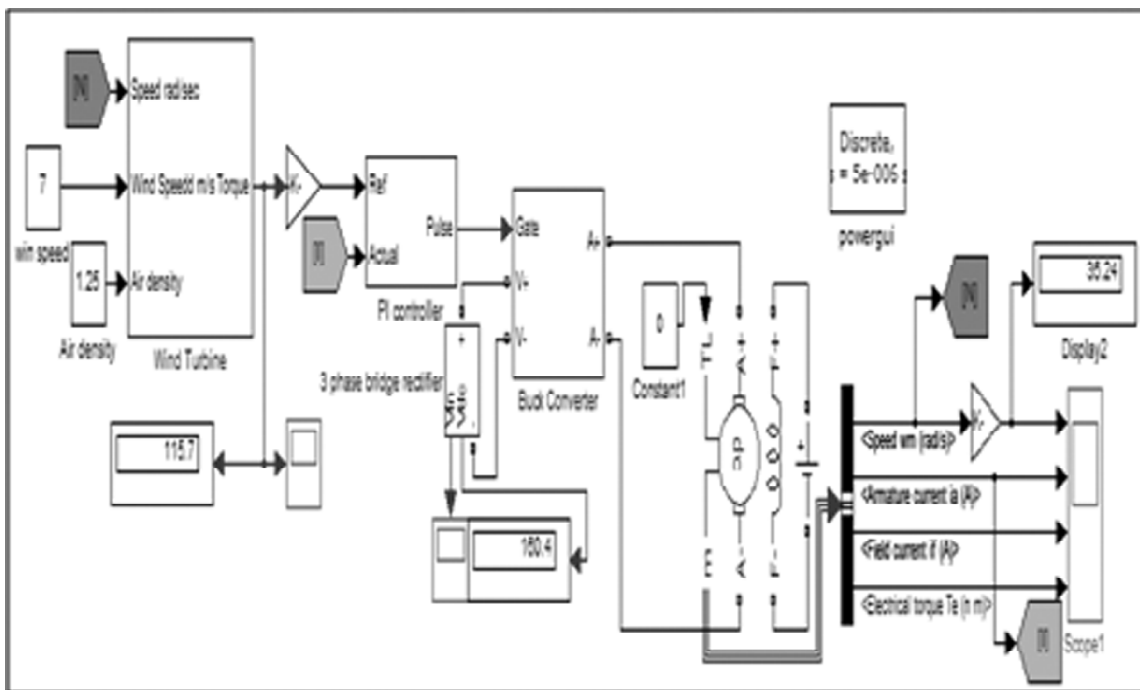 [N]
Speed rad/sec
7
win speed
Wind Speedd m/s Torque
1.25
Air density
Air density
Wind Turbine
K-
[I]
Ref
Actual
Pulse
PI controller
Gate
V+
V-
A+
A-
Buck Converter
3 phase bridge rectifier
+
-
115.7
160.4
0
Constant1
TL
m
A+
A-
F+
F-
dc
+
Discrete,
s = 5e-006 s
powergui
[N]
35.24
Display2
K-
<Speed wm (rad/s)>
<Armature current ia (A)>
<Field current if (A)>
<Electrical torque Te (n m)>
[I]
Scope1